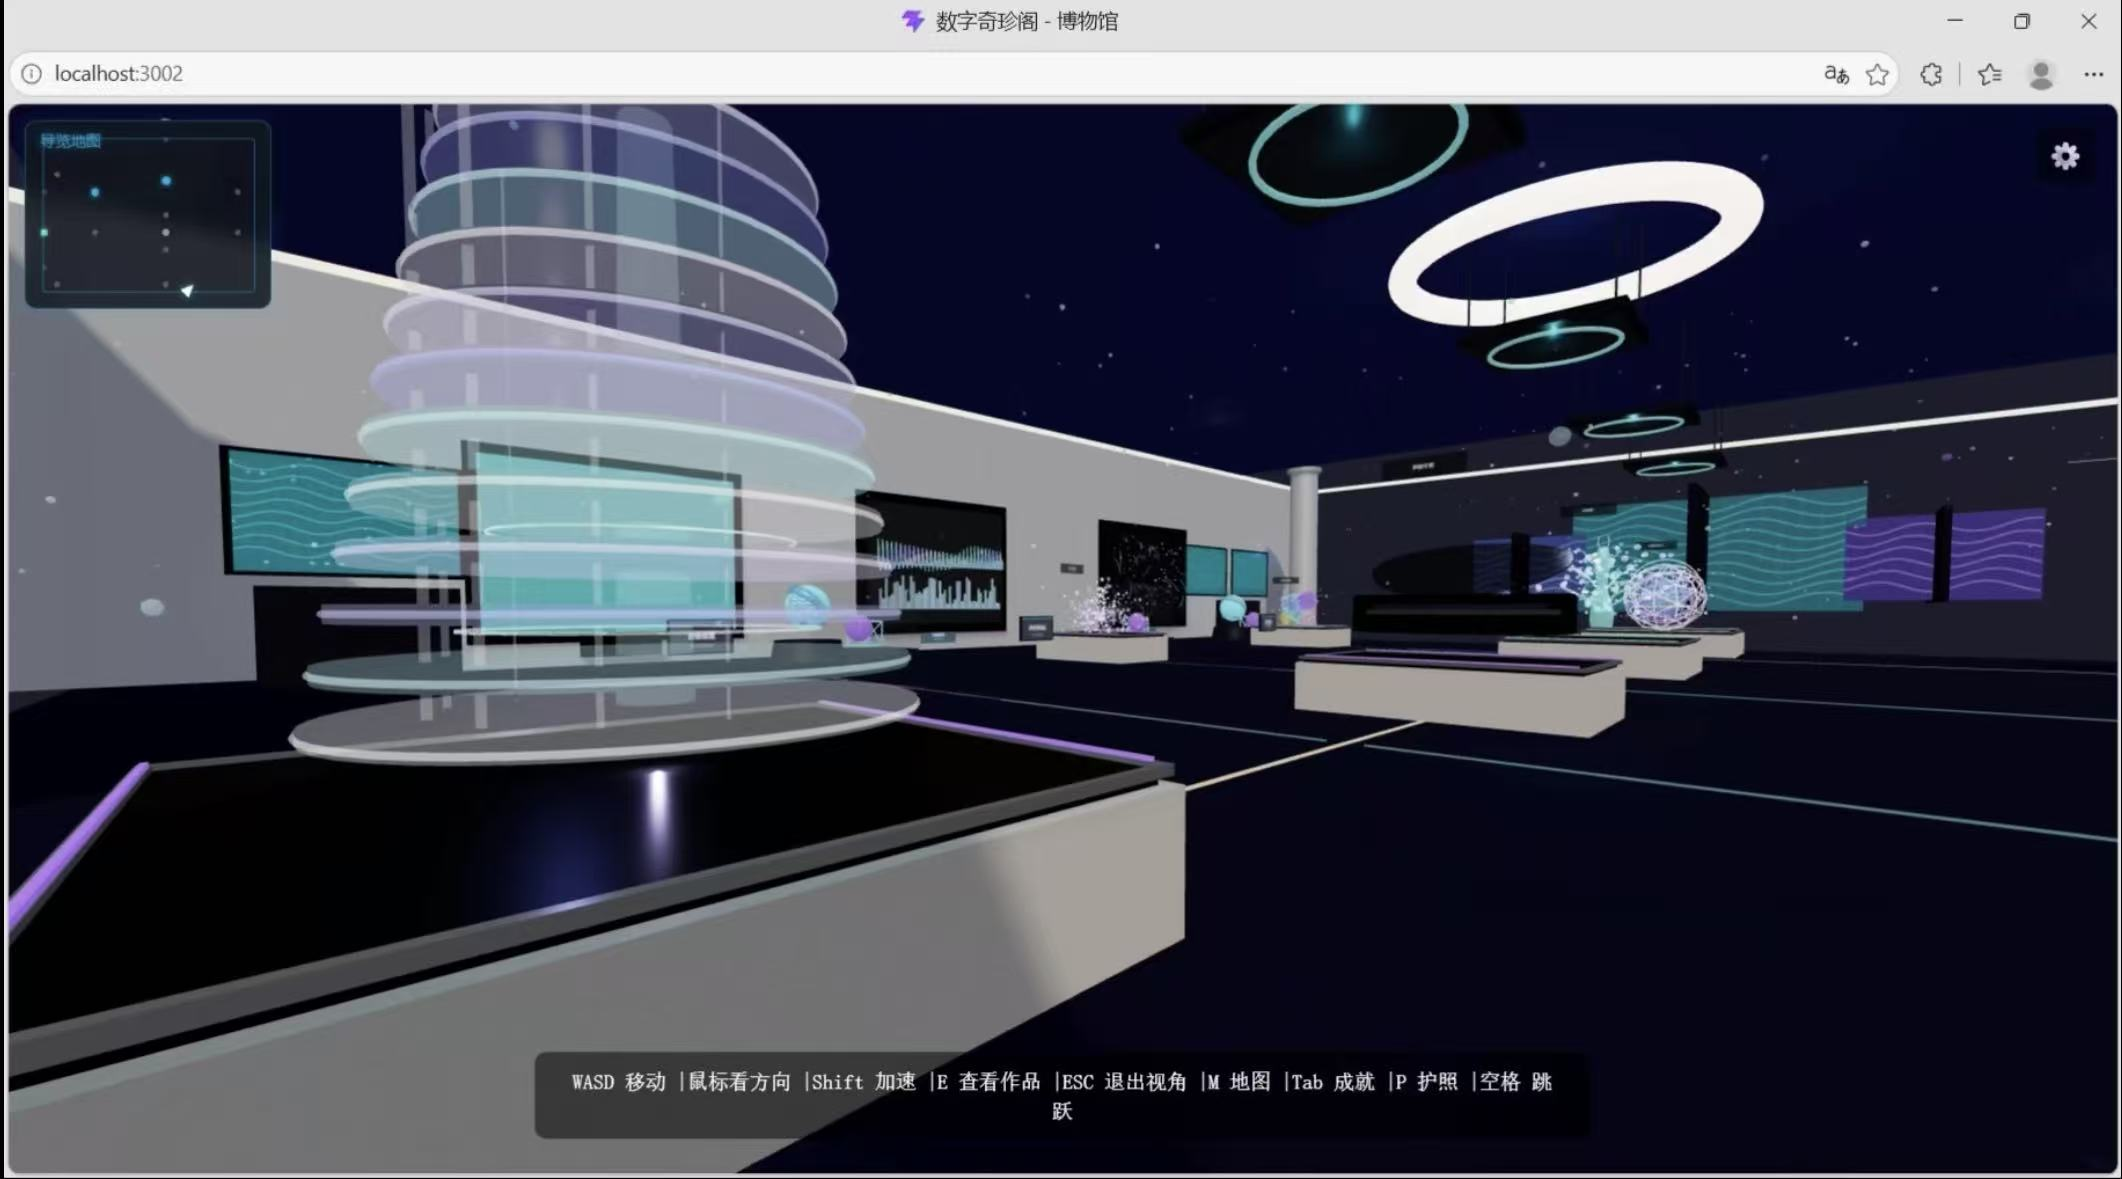 数字奇珍阁 - 博物馆
localhost:3002
导览地图
WASD 移动 |鼠标看方向 |Shift 加速 |E 查看作品 |ESC 退出视角 |M 地图 |Tab 成就 |P 护照 |空格 跳
跃